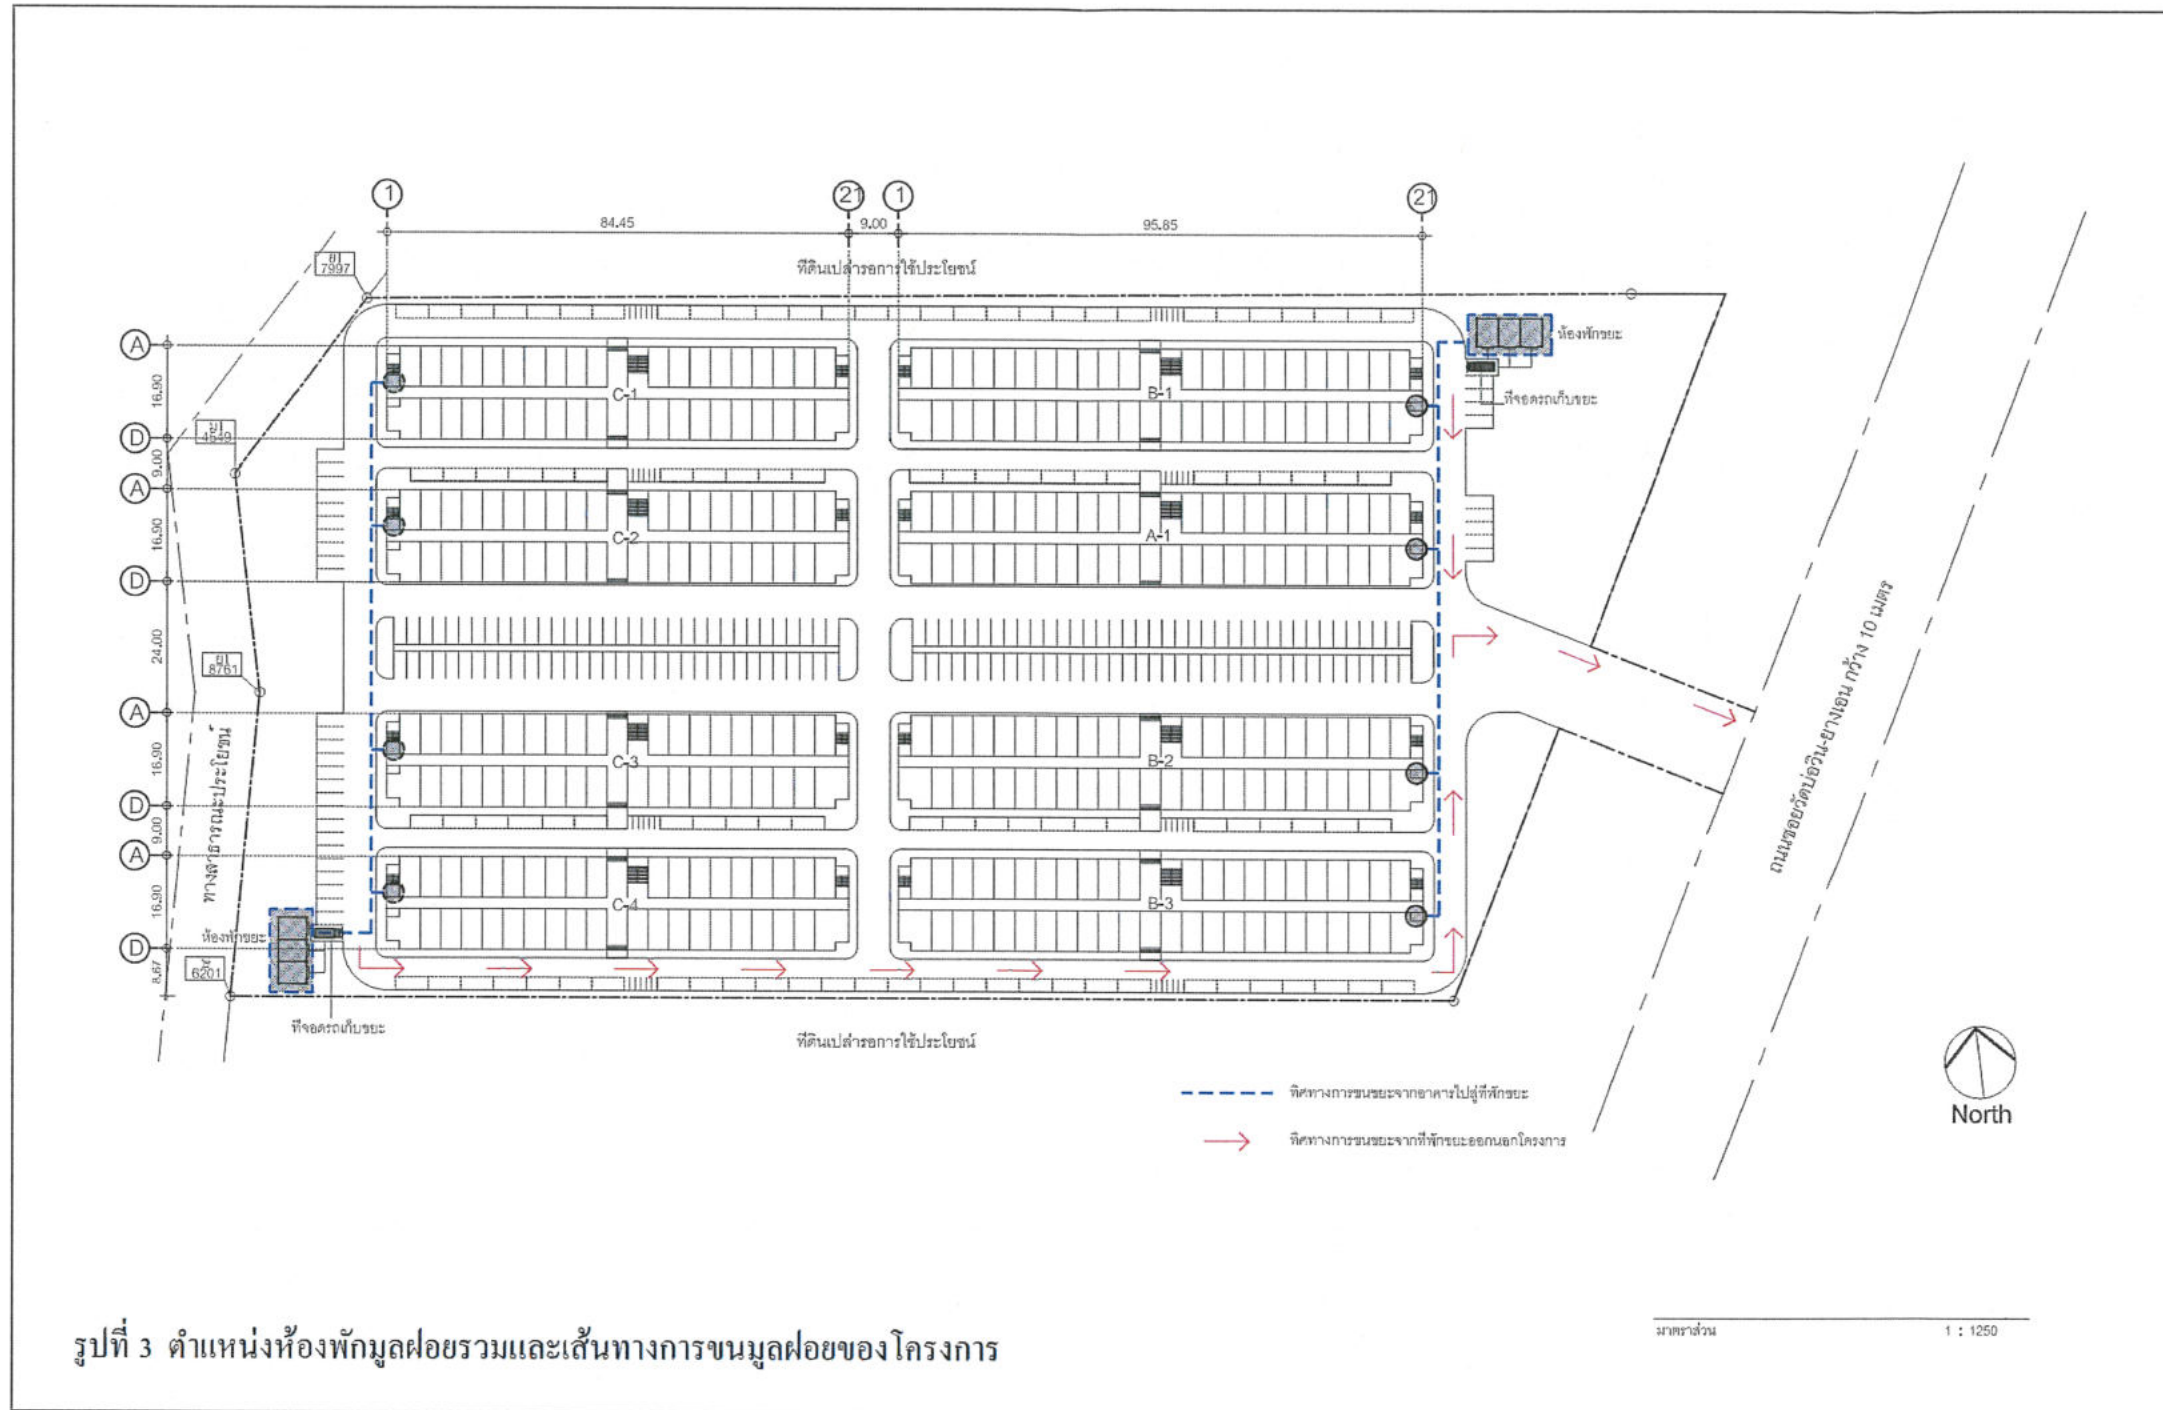 1
21
1
21
84.45
9.00
95.85
ที่ดินเปล่ารอการใช้ประโยชน์
7997
ห้องพักขยะ
A
16.90
C-1
B-1
ที่จอดรถเก็บขยะ
D
9.00
A
16.90
C-2
A-1
D
24.00
8761
ถนนซอยวัดบ่อวิน-ยางเอน กว้าง 10 เมตร
A
16.90
C-3
B-2
ทางสาธารณะประโยชน์
D
9.00
A
16.90
C-4
B-3
ห้องพักขยะ
D
6201
8.67
ที่จอดรถเก็บขยะ
ที่ดินเปล่ารอการใช้ประโยชน์
ทิศทางการขนขยะจากอาคารไปสู่ที่พักขยะ
ทิศทางการขนขยะจากที่พักขยะออกนอกโครงการ
North
มาตราส่วน 1 : 1250
รูปที่ 3 ตำแหน่งห้องพักมูลฝอยรวมและเส้นทางการขนมูลฝอยของโครงการ